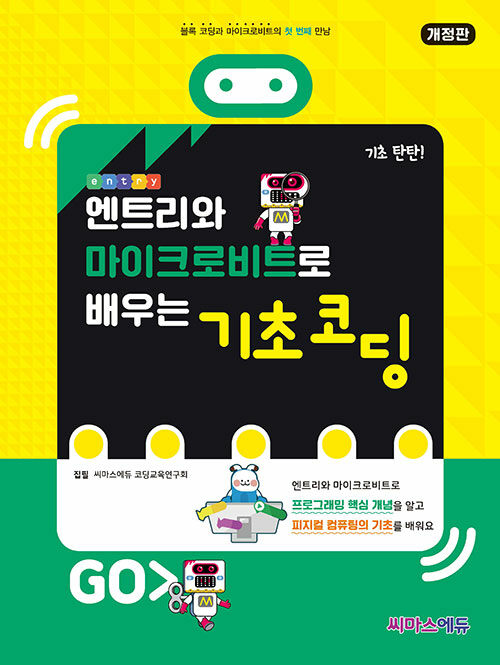 블록 코딩과 마이크로비트의 첫 번째 만남
개정판
기초 탄탄!
entry
엔트리와
마이크로비트로
배우는
기초 코딩
집필 씨마스에듀 코딩교육연구회
엔트리와 마이크로비트로
프로그래밍 핵심 개념을 알고
피지컬 컴퓨팅의 기초를 배워요
GO>
씨마스에듀